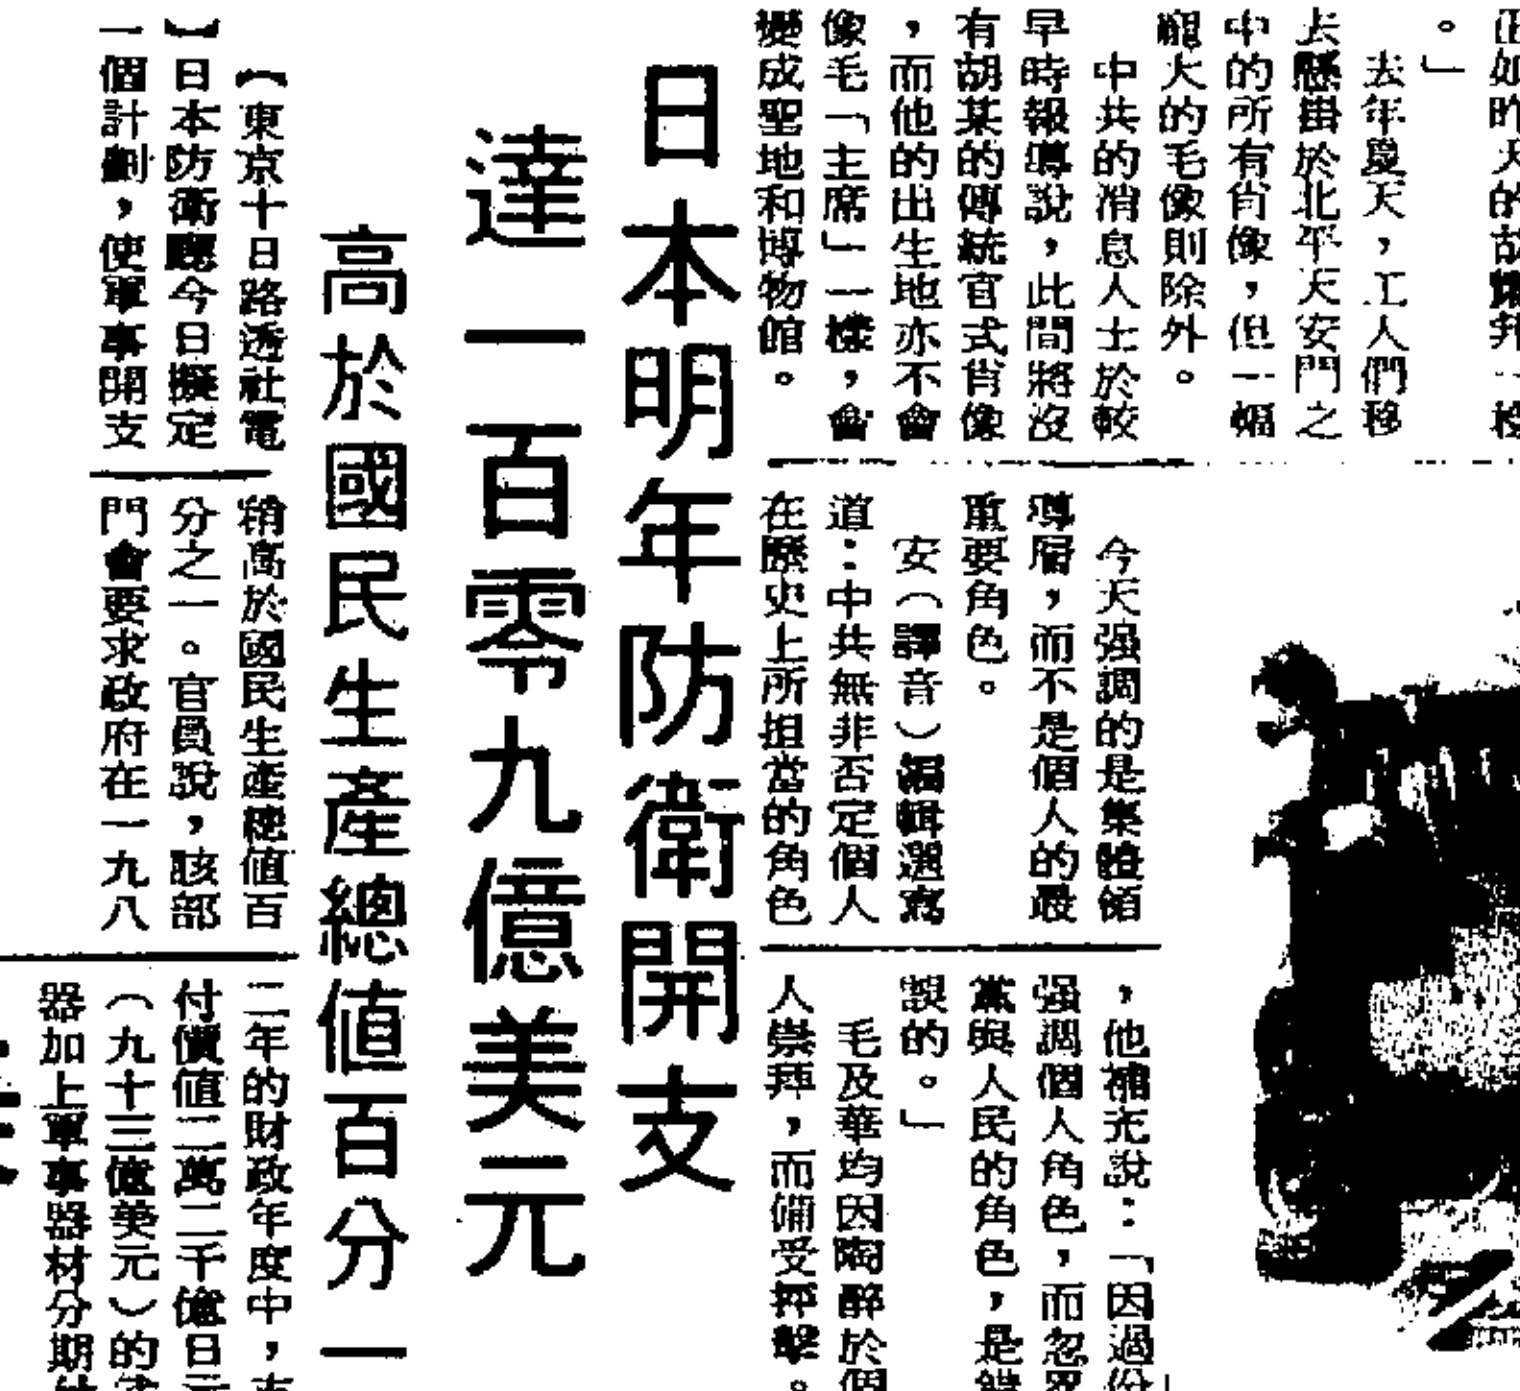 去年夏天，工人們移
去懸掛於北平天安門之
中的所有肖像，但一幅
龐大的毛像則除外。
中共的消息人士於較
早時報導說，此間將沒
有胡某的傳統官式肖像
，而他的出生地亦不會
像毛「主席」一樣，會
變成聖地和博物館。
今天强調的是集體領
導層，而不是個人的最
重要角色。
安（譯音）編輯選寫
道：中共無非否定個人
在歷史上所担當的角色
，他補充說：「因過份
强調個人角色，而忽
黨與人民的角色，是錯
誤的。」
毛及華均因陶醉於個
人崇拜，而備受抨擊。
日本明年防衛開支
達一百零九億美元
高於國民生產總值百分一
【東京十日路透社電
】日本防衛廳今日擬定
一個計劃，使軍事開支
稍高於國民生產總值百
分之一。官員說，該部
門會要求政府在一九八
二年的財政年度中，
付價值二萬二千億日
（九十三億美元）的
器加上軍事器材分期